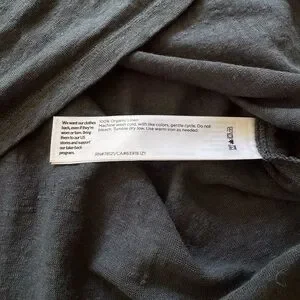 We want our clothes
back, even if they're
worn or torn. Bring
them to our US
stores and support
our take-back
program.
100% Organic Linen
Machine wash cold, with like colors, gentle cycle. Do not
bleach. Tumble dry low. Use warm iron as needed.